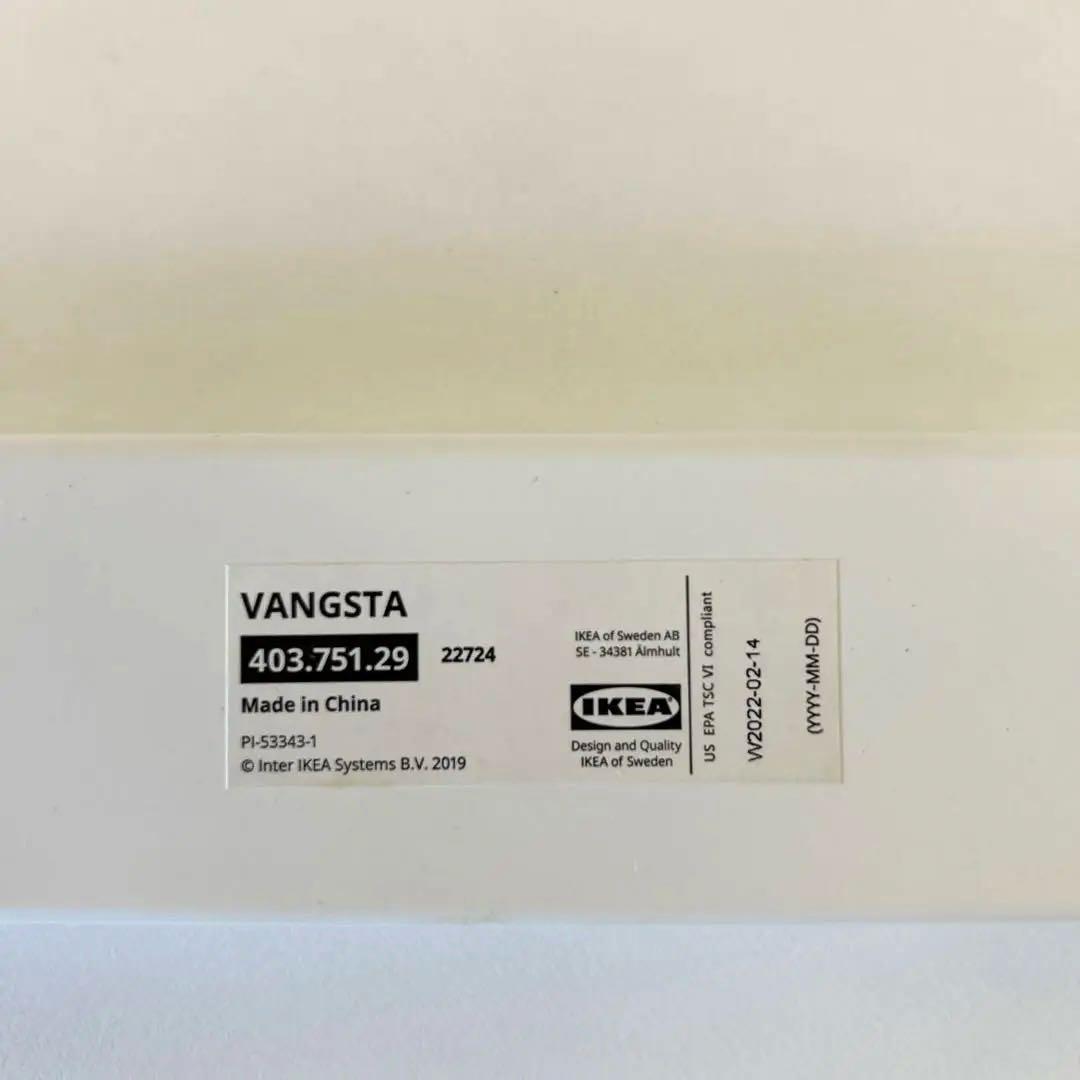 VANGSTA
403.751.29 22724
Made in China
PI-53343-1
© Inter IKEA Systems B.V. 2019
IKEA of Sweden AB
SE - 34381 Älmhult
IKEA®
Design and Quality
IKEA of Sweden
US EPA TSC VI compliant
W2022-02-14
(YYYY-MM-DD)